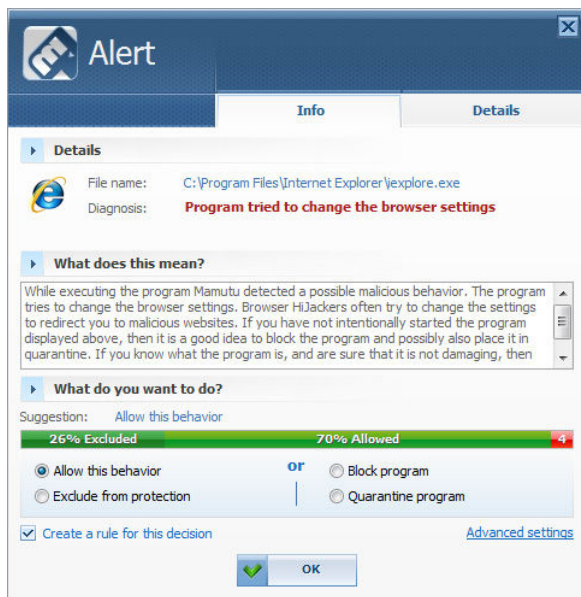 Alert
Info
Details
Details
File name: C:\Program Files\Internet Explorer\iexplore.exe
Diagnosis: Program tried to change the browser settings
What does this mean?
While executing the program Mamutu detected a possible malicious behavior. The program
tries to change the browser settings. Browser HiJackers often try to change the settings
to redirect you to malicious websites. If you have not intentionally started the program
displayed above, then it is a good idea to block the program and possibly also place it in
quarantine. If you know what the program is, and are sure that it is not damaging, then
What do you want to do?
Suggestion: Allow this behavior
26% Excluded 70% Allowed 4
Allow this behavior or Block program
Exclude from protection Quarantine program
Create a rule for this decision Advanced settings
OK